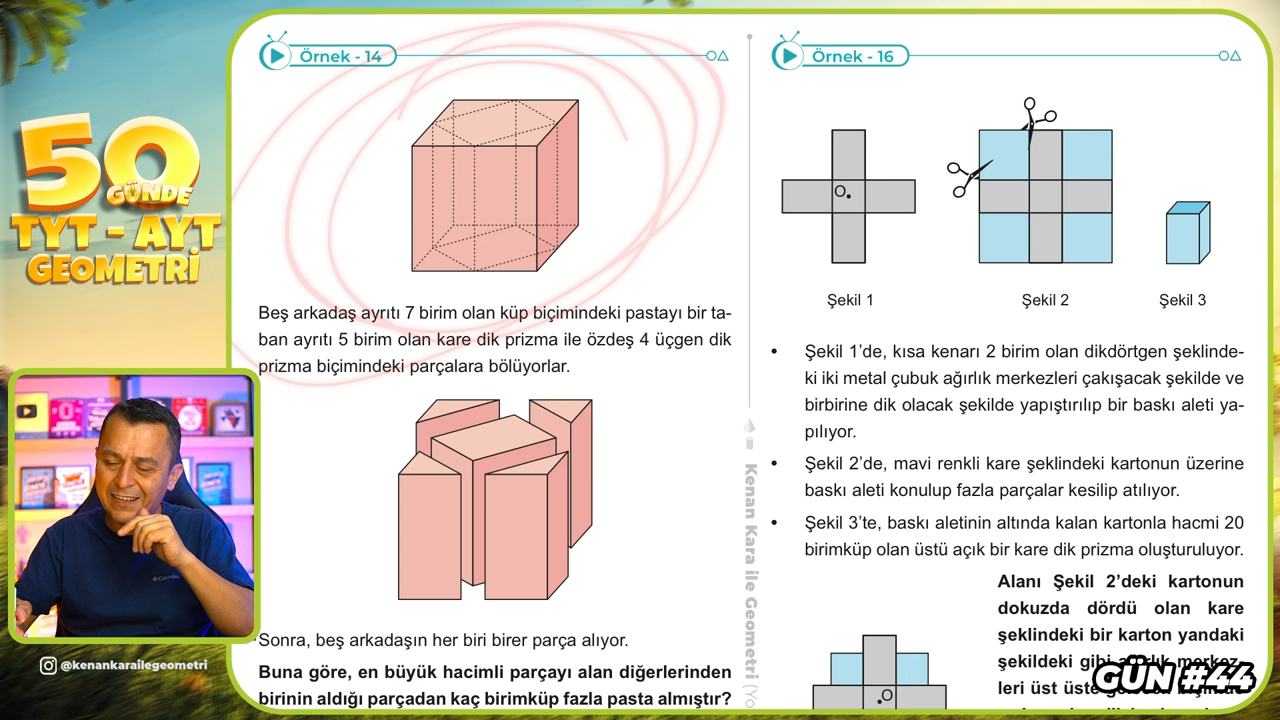 50
GÜNDE
TYT - AYT
GEOMETRİ
@kenankarailegeometri
Örnek - 14
Beş arkadaş ayrıtı 7 birim olan küp biçimindeki pastayı bir ta-
ban ayrıtı 5 birim olan kare dik prizma ile özdeş 4 üçgen dik
prizma biçimindeki parçalara bölüyorlar.
Sonra, beş arkadaşın her biri birer parça alıyor.
Buna göre, en büyük hacimli parçayı alan diğerlerinden
birinin aldığı parçadan kaç birimküp fazla pasta almıştır?
Kenan Kara ile Geometri (Yo
Örnek - 16
O
Şekil 1
Şekil 2
Şekil 3
• Şekil 1'de, kısa kenarı 2 birim olan dikdörtgen şeklinde-
ki iki metal çubuk ağırlık merkezleri çakışacak şekilde ve
birbirine dik olacak şekilde yapıştırılıp bir baskı aleti ya-
pılıyor.
• Şekil 2'de, mavi renkli kare şeklindeki kartonun üzerine
baskı aleti konulup fazla parçalar kesilip atılıyor.
• Şekil 3'te, baskı aletinin altında kalan kartonla hacmi 20
birimküp olan üstü açık bir kare dik prizma oluşturuluyor.
Alanı Şekil 2'deki kartonun
dokuzda dördü olan kare
şeklindeki bir karton yandaki
şekildeki gibi
leri üst üste
O
GÜN #44